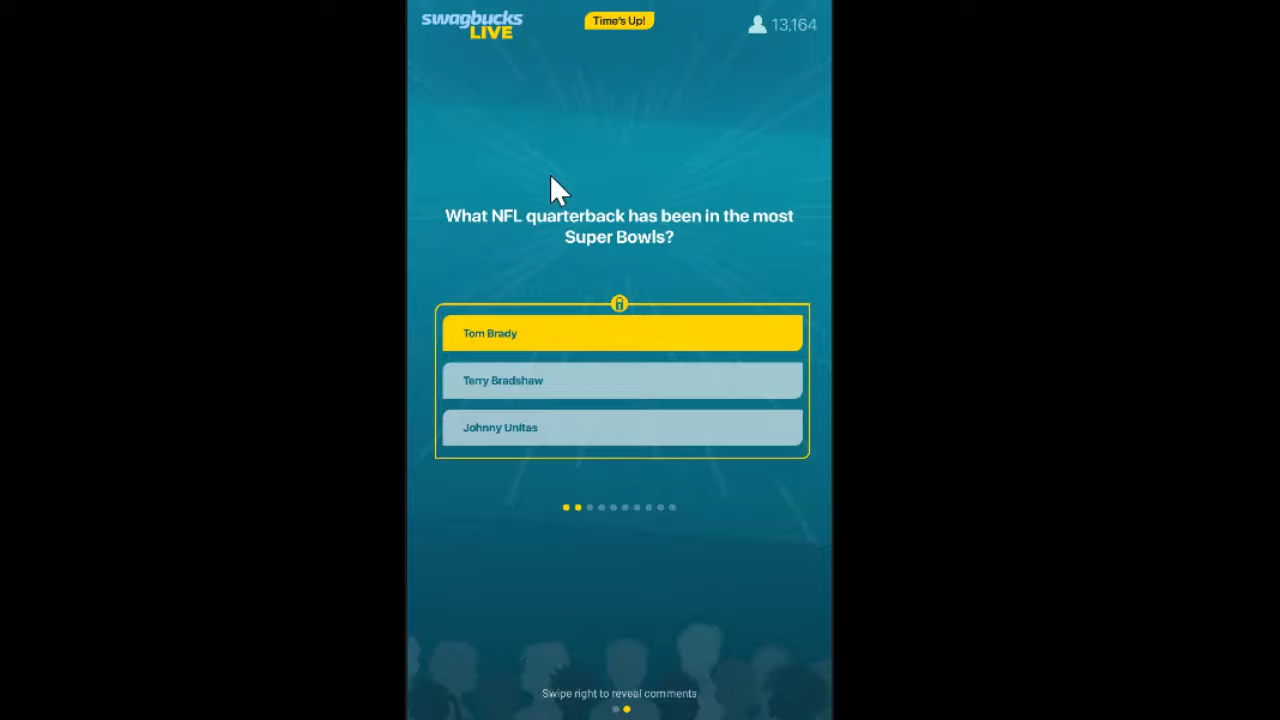 swagbucks
LIVE
Time's Up!
13,164
What NFL quarterback has been in the most
Super Bowls?
Tom Brady
Terry Bradshaw
Johnny Unitas
Swipe right to reveal comments